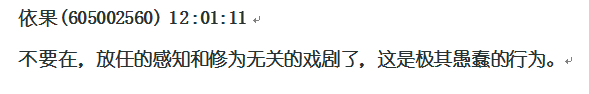 依果(605002560) 12:01:11
不要在，放任的感知和修为无关的戏剧了，这是极其愚蠢的行为。